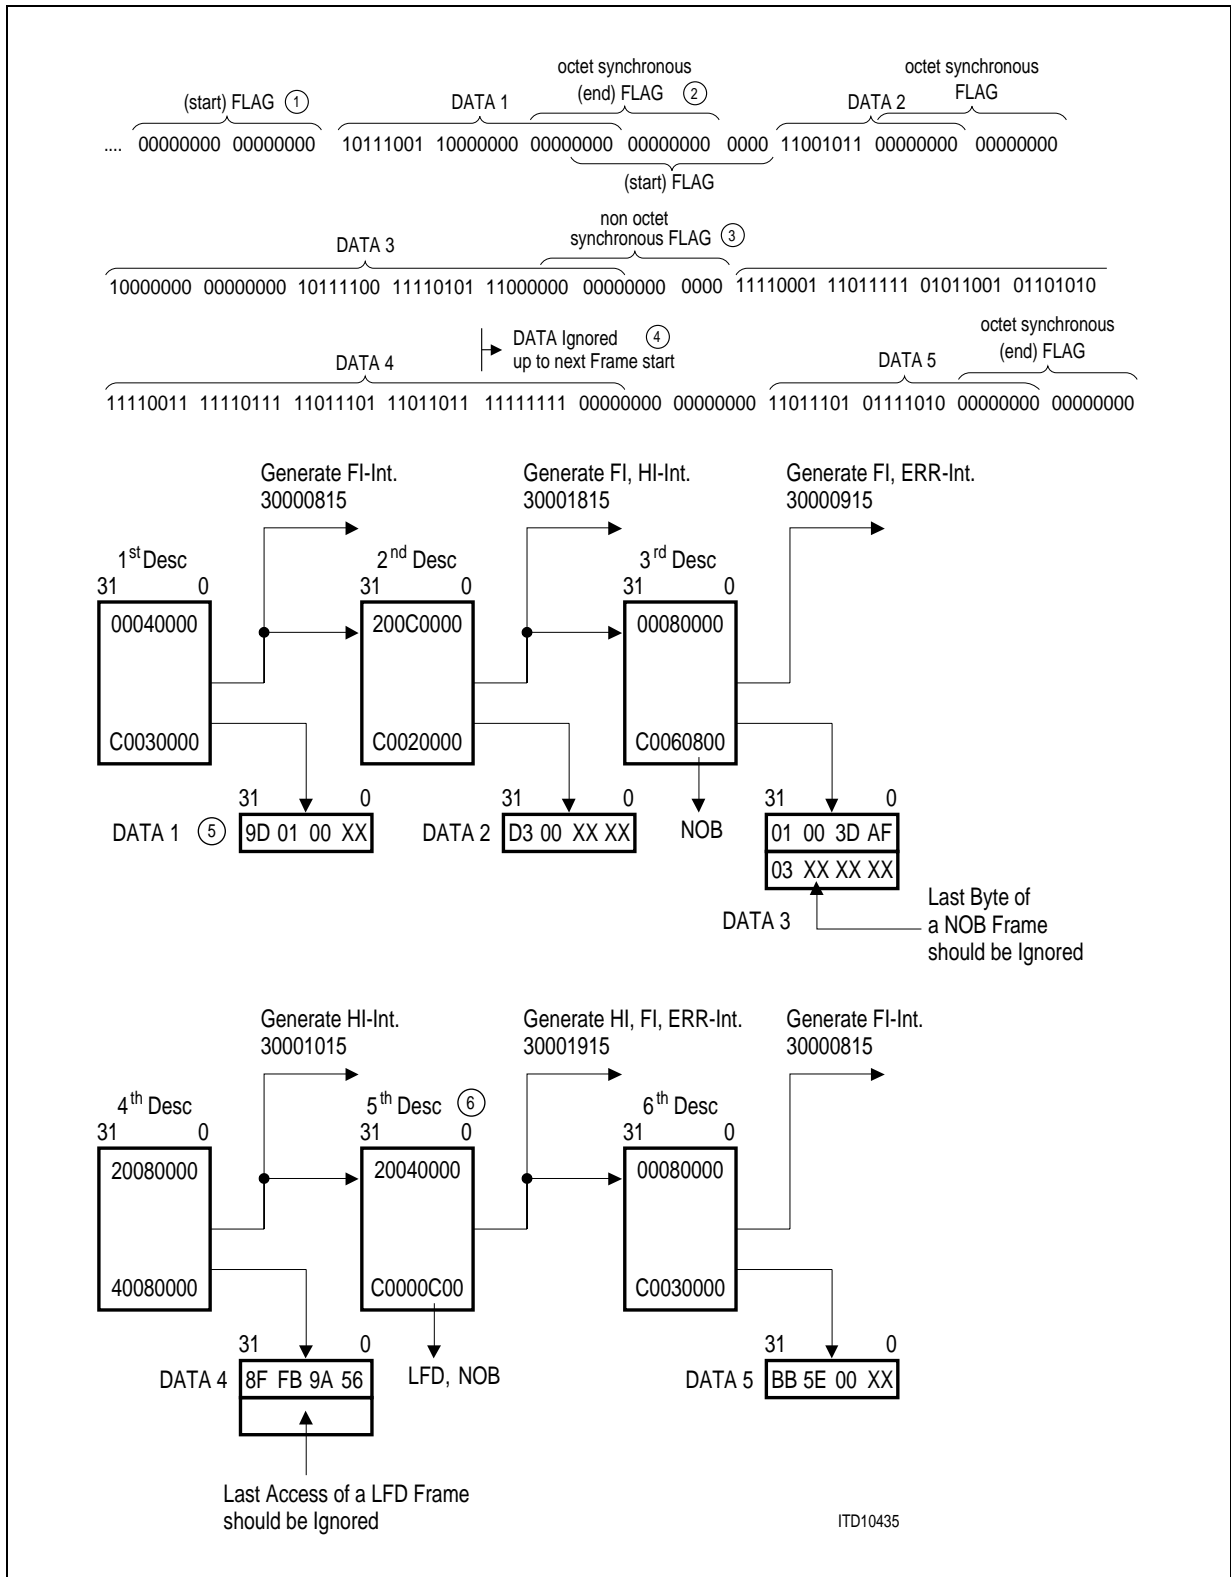 octet synchronous
octet synchronous
(start) FLAG 1
DATA 1
(end) FLAG 2
DATA 2
FLAG
.... 00000000 00000000 10111001 10000000 00000000 00000000 0000 11001011 00000000 00000000
(start) FLAG
non octet
DATA 3
synchronous FLAG 3
10000000 00000000 10111100 11110101 11000000 00000000 0000 11110001 11011111 01011001 01101010
DATA Ignored 4
up to next Frame start
octet synchronous
(end) FLAG
DATA 4
DATA 5
11110011 11110111 11011101 11011011 11111111 00000000 00000000 11011101 01111010 00000000 00000000
Generate FI-Int.
30000815
Generate FI, HI-Int.
30001815
Generate FI, ERR-Int.
30000915
1st Desc
2nd Desc
3rd Desc
31 0
31 0
31 0
00040000
200C0000
00080000
C0030000
C0020000
C0060800
31 0
31 0
NOB
31 0
DATA 1 5 9D 01 00 XX
DATA 2 D3 00 XX XX
01 00 3D AF
03 XX XX XX
DATA 3
Last Byte of
a NOB Frame
should be Ignored
Generate HI-Int.
30001015
Generate HI, FI, ERR-Int.
30001915
Generate FI-Int.
30000815
4th Desc
5th Desc 6
6th Desc
31 0
31 0
31 0
20080000
20040000
00080000
40080000
C0000C00
C0030000
31 0
LFD, NOB
31 0
DATA 4 8F FB 9A 56
DATA 5 BB 5E 00 XX
Last Access of a LFD Frame
should be Ignored
ITD10435